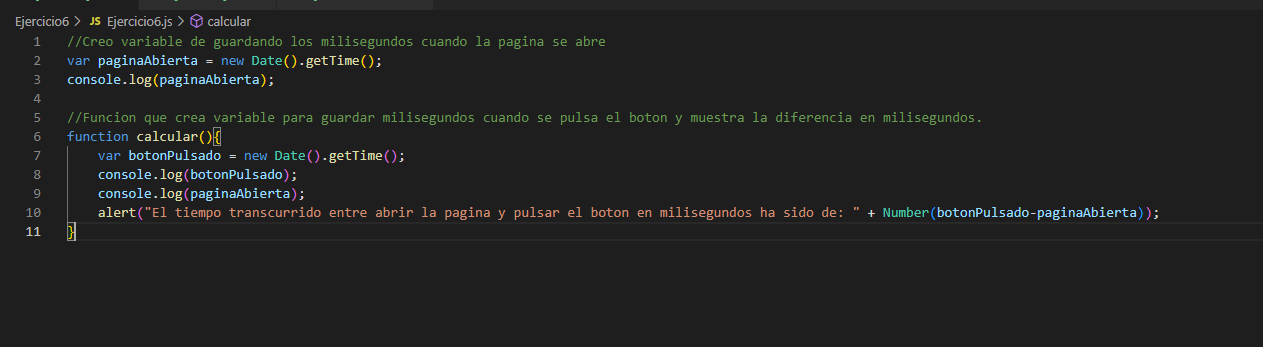 Ejercicio6 > JS Ejercicio6.js > calcular
1 //Creo variable de guardando los milisegundos cuando la pagina se abre
2 var paginaAbierta = new Date().getTime();
3 console.log(paginaAbierta);
4
5 //Funcion que crea variable para guardar milisegundos cuando se pulsa el boton y muestra la diferencia en milisegundos.
6 function calcular(){
7 var botonPulsado = new Date().getTime();
8 console.log(botonPulsado);
9 console.log(paginaAbierta);
10 alert("El tiempo transcurrido entre abrir la pagina y pulsar el boton en milisegundos ha sido de: " + Number(botonPulsado-paginaAbierta));
11 }